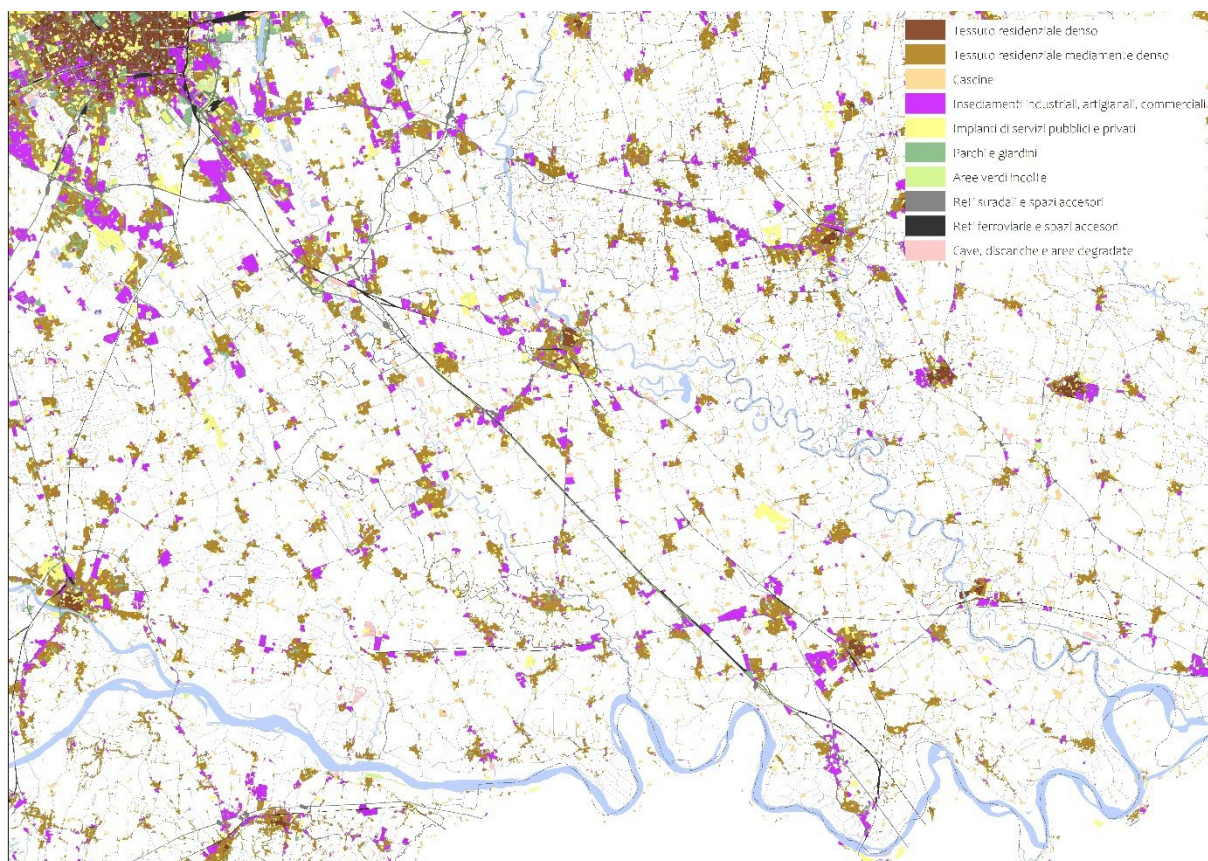 Tessuto residenziale denso
Tessuto residenziale mediamente denso
Cascine
Insediamenti industriali, artigianali, commerciali
Impianti di servizi pubblici e privati
Parchi e giardini
Aree verdi incolte
Reti stradali e spazi accesori
Reti ferroviarie e spazi accesori
Cave, discariche e aree degradate